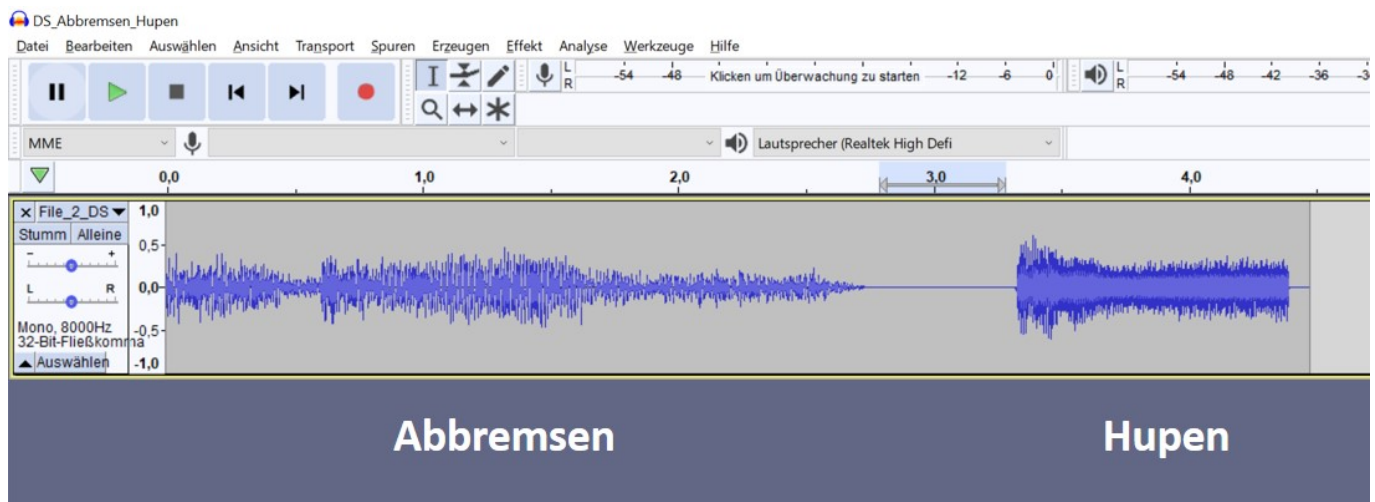 DS_Abbremsen_Hupen
Datei Bearbeiten Auswählen Ansicht Transport Spuren Erzeugen Effekt Analyse Werkzeuge Hilfe
L R -54 -48 Klicken um Überwachung zu starten -12 -6 0 L R -54 -48 -42 -36 -3
MME Lautsprecher (Realtek High Defi
0,0 1,0 2,0 3,0 4,0
x File_2_DS 1,0
Stumm Alleine 0,5
- +
L R 0,0
Mono, 8000Hz -0,5
32-Bit-Fließkomma
Auswählen -1,0
Abbremsen Hupen